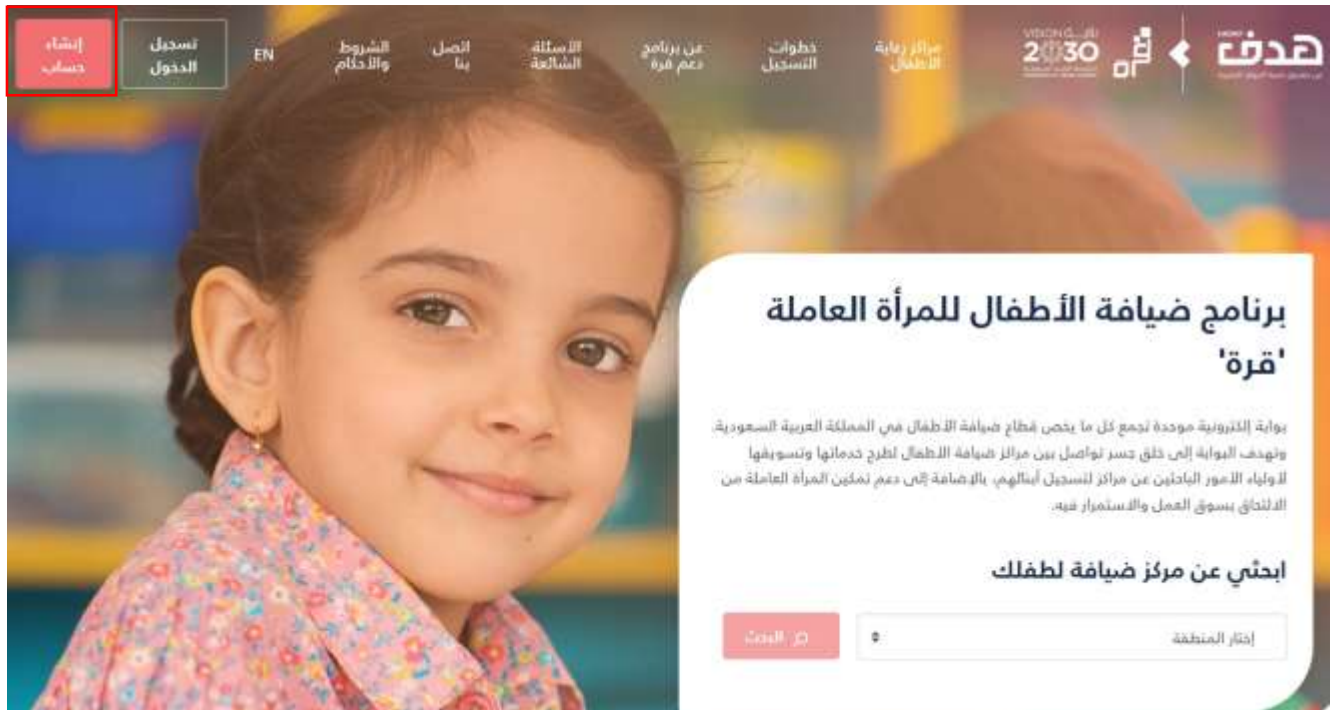 هدف
قرة
VISION رؤية
2030
مراكز رعاية الأطفال
خطوات التسجيل
عن برنامج دعم قرة
الأسئلة الشائعة
اتصل بنا
الشروط والأحكام
EN
تسجيل الدخول
إنشاء حساب
برنامج ضيافة الأطفال للمرأة العاملة
'قرة'
بوابة إلكترونية موحدة تجمع كل ما يخص قطاع ضيافة الأطفال في المملكة العربية السعودية.
وتهدف البوابة إلى خلق جسر تواصل بين مراكز ضيافة الأطفال لطرح خدماتها وتسويقها
لأولياء الأمور الباحثين عن مراكز لتسجيل أبنائهم، بالإضافة إلى دعم تمكين المرأة العاملة من
الالتحاق بسوق العمل والاستمرار فيه.
ابحثي عن مركز ضيافة لطفلك
إختار المنطقة
البحث